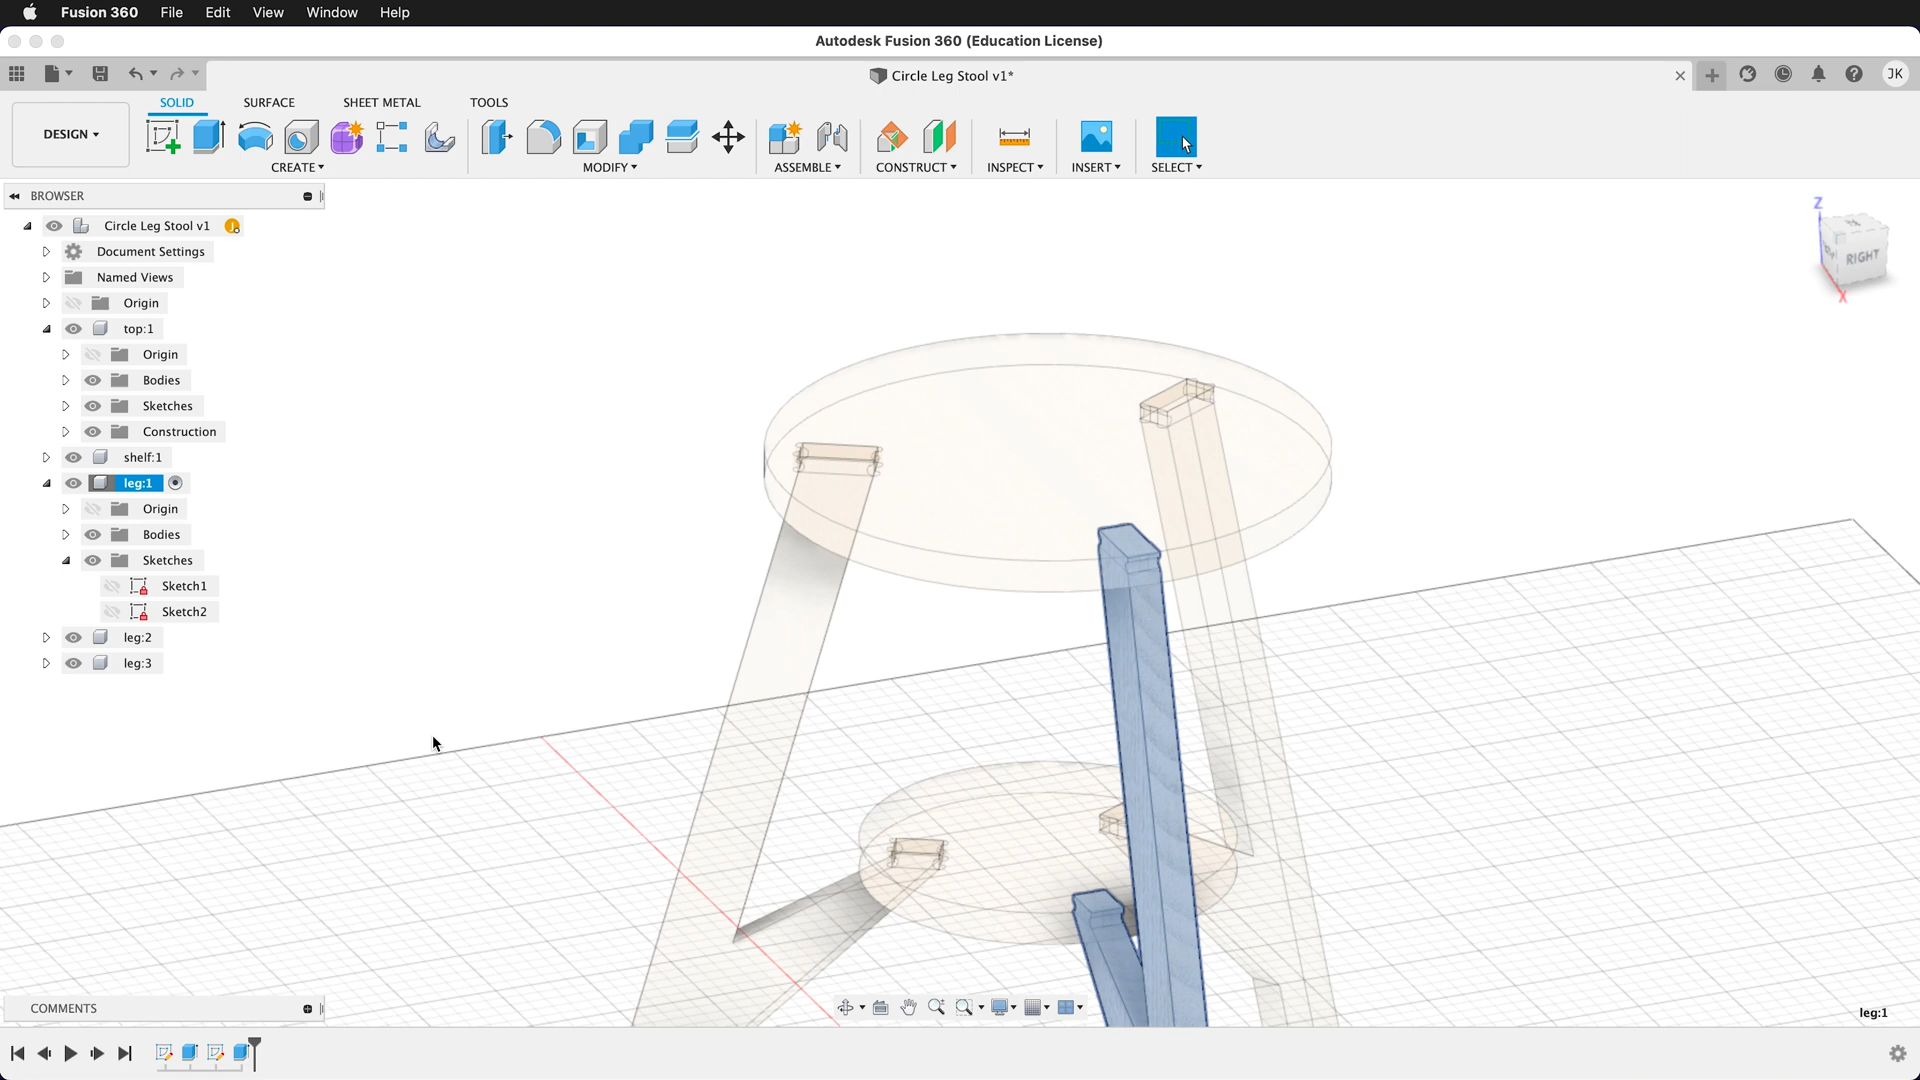 Fusion 360 File Edit View Window Help
Autodesk Fusion 360 (Education License)
Circle Leg Stool v1*
JK
SOLID SURFACE SHEET METAL TOOLS
DESIGN
CREATE MODIFY ASSEMBLE CONSTRUCT INSPECT INSERT SELECT
BROWSER
Circle Leg Stool v1
Document Settings
Named Views
Origin
top:1
Origin
Bodies
Sketches
Construction
shelf:1
leg:1
Origin
Bodies
Sketches
Sketch1
Sketch2
leg:2
leg:3
Z
RIGHT
X
COMMENTS
leg:1